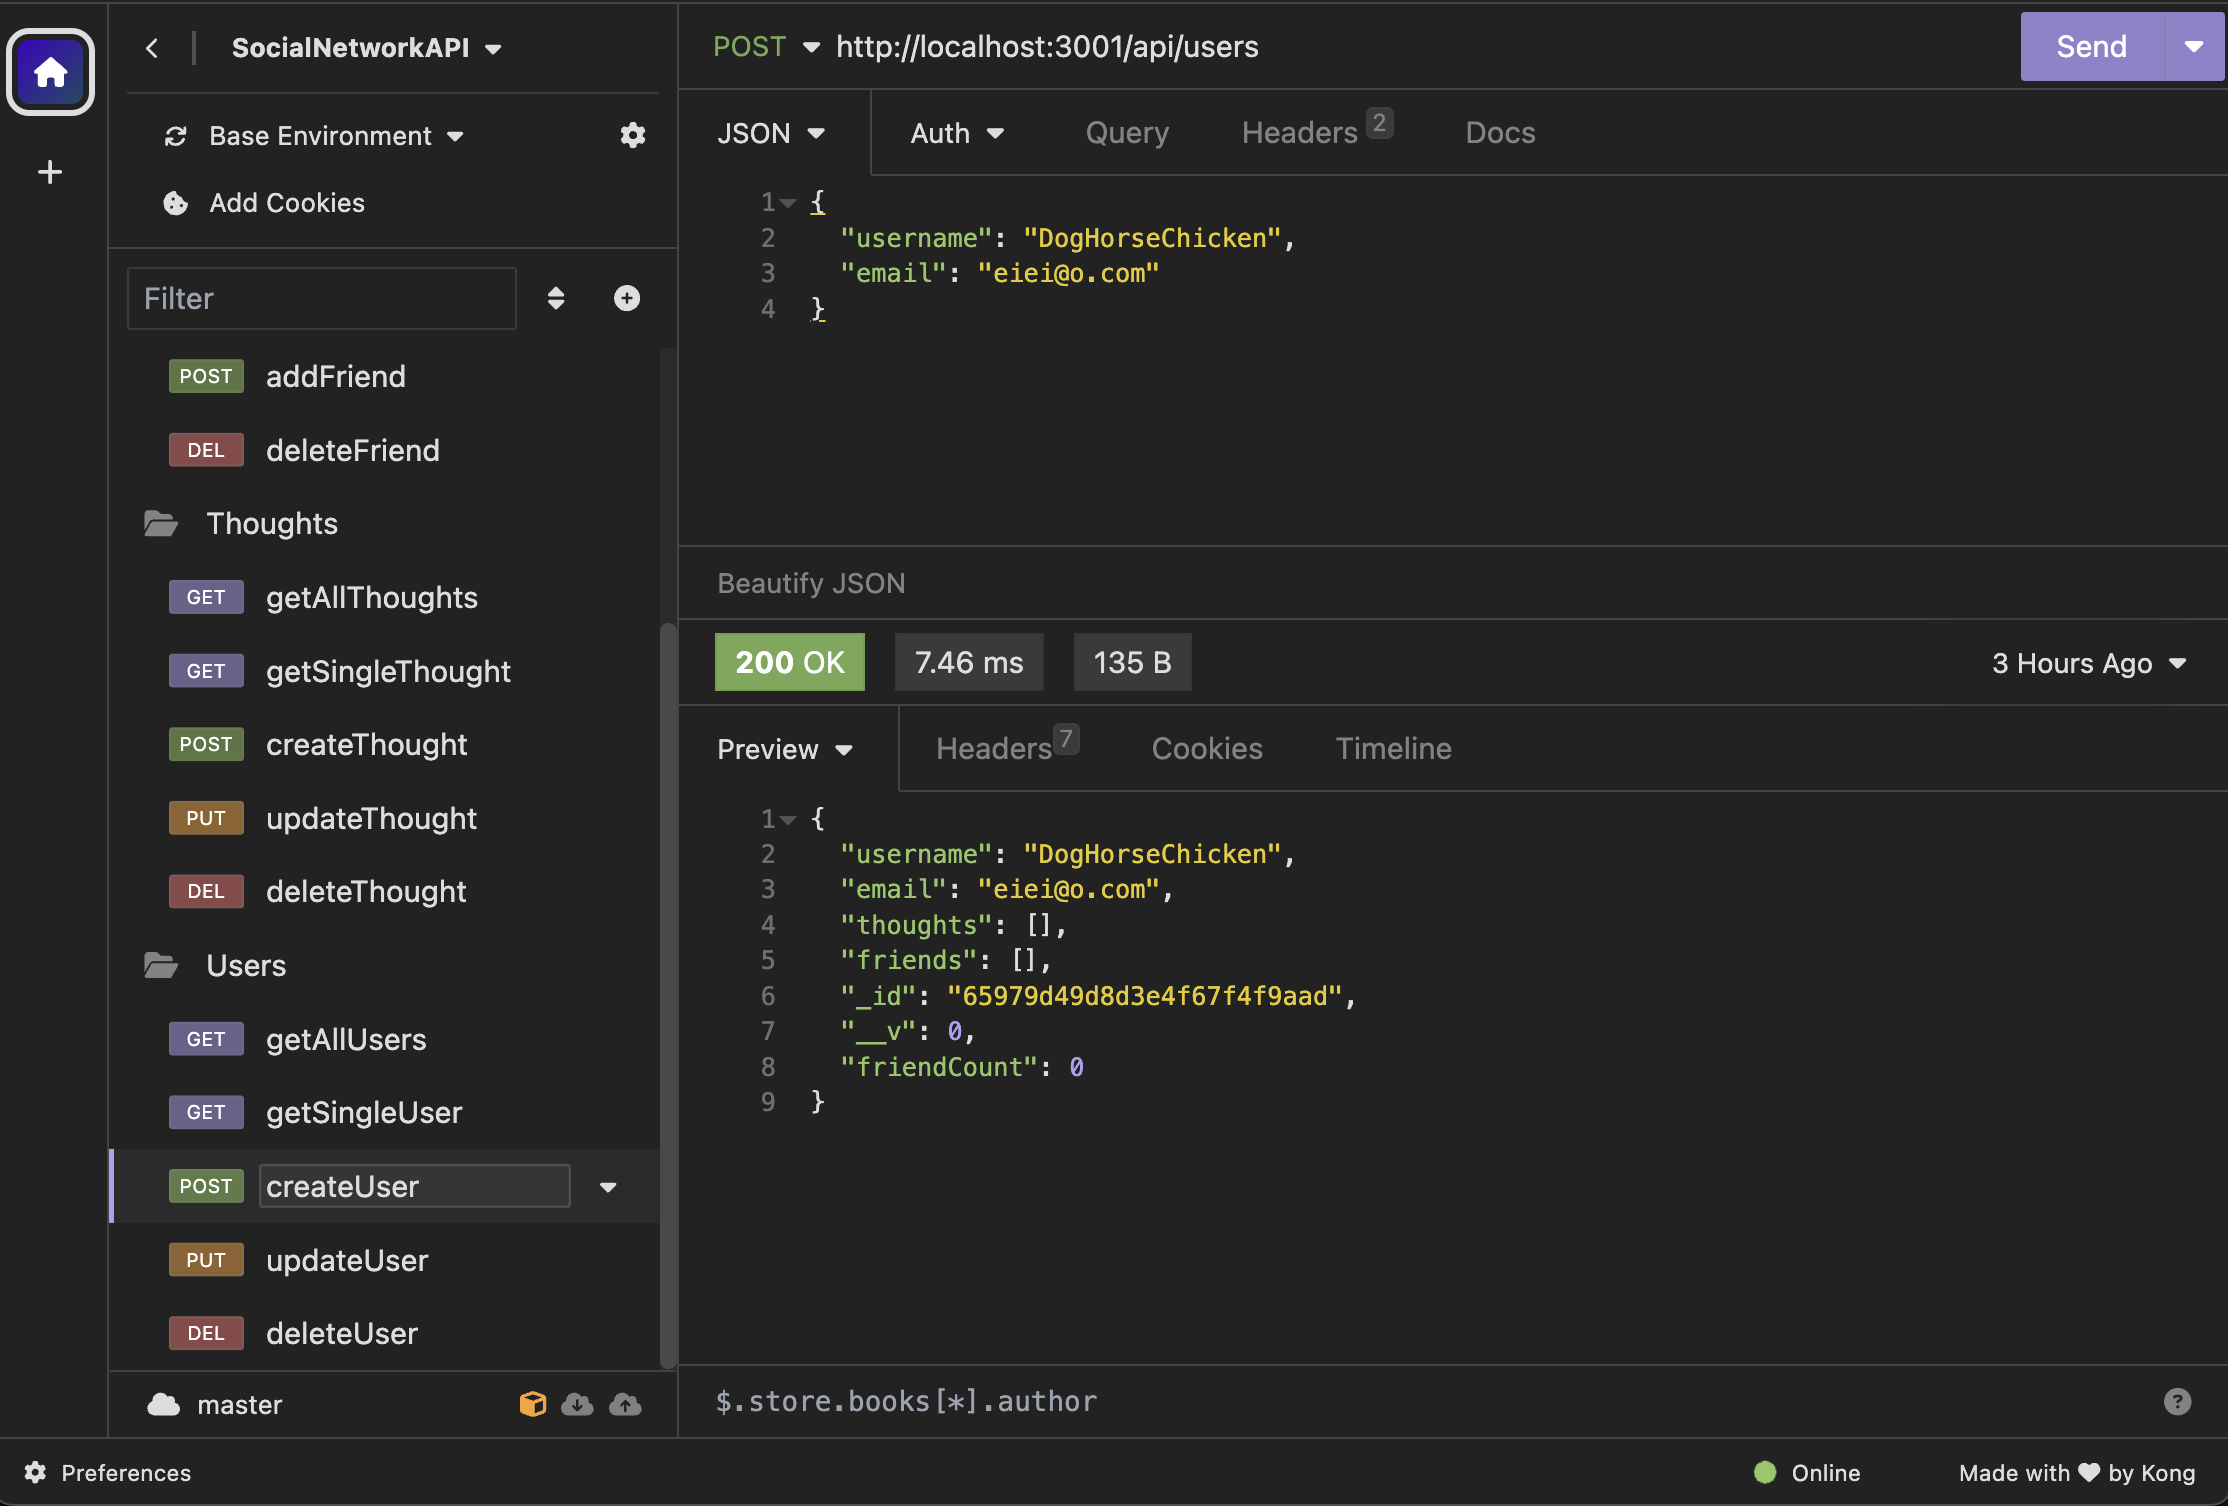 SocialNetworkAPI
Base Environment
Add Cookies
Filter
POST addFriend
DEL deleteFriend
Thoughts
GET getAllThoughts
GET getSingleThought
POST createThought
PUT updateThought
DEL deleteThought
Users
GET getAllUsers
GET getSingleUser
POST createUser
PUT updateUser
DEL deleteUser
master
POST http://localhost:3001/api/users Send
JSON Auth Query Headers 2 Docs
1 {
2 "username": "DogHorseChicken",
3 "email": "eiei@o.com"
4 }
Beautify JSON
200 OK 7.46 ms 135 B 3 Hours Ago
Preview Headers 7 Cookies Timeline
1 {
2 "username": "DogHorseChicken",
3 "email": "eiei@o.com",
4 "thoughts": [],
5 "friends": [],
6 "_id": "65979d49d8d3e4f67f4f9aad",
7 "__v": 0,
8 "friendCount": 0
9 }
$.store.books[*].author
Preferences Online Made with ♥ by Kong